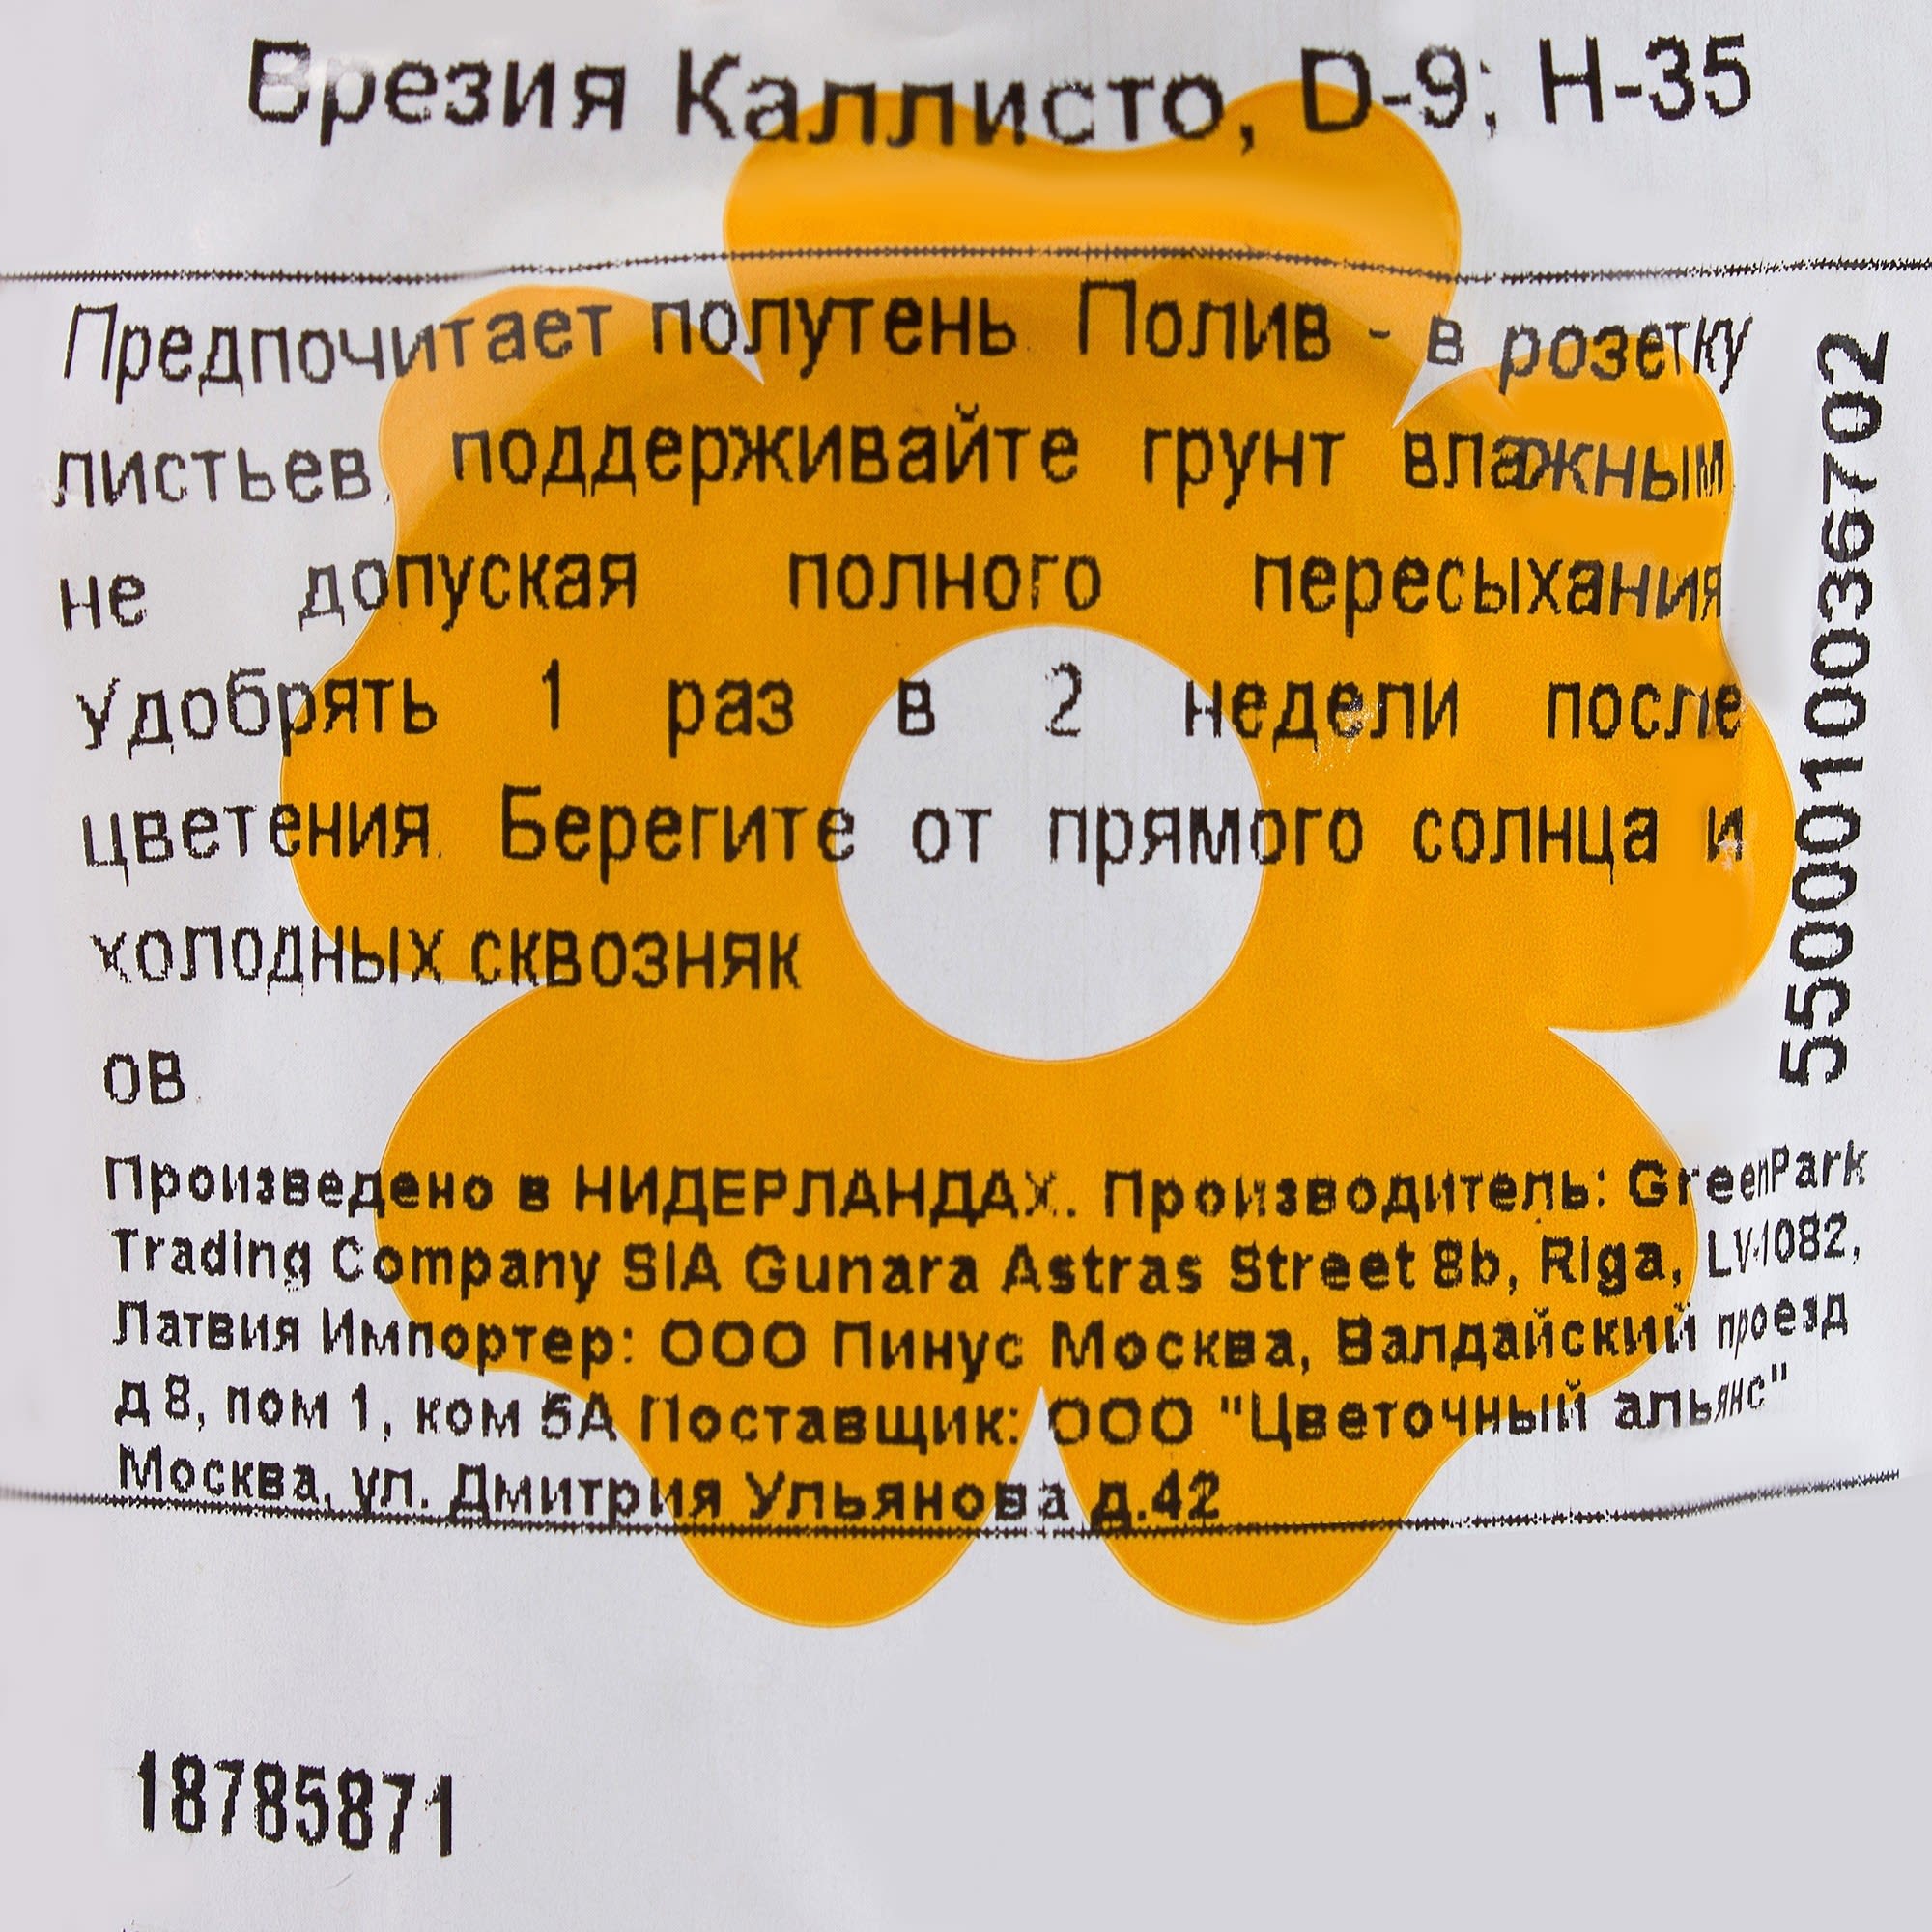 Врезия Каллисто, D-9; H-35
Предпочитает полутень. Полив - в розетку
листьев, поддерживайте грунт влажным
не допуская полного пересыхания
Удобрять 1 раз в 2 недели после
цветения. Берегите от прямого солнца и
холодных сквозняк
ов
Произведено в НИДЕРЛАНДАХ. Производитель: GreenPark
Trading Company SIA Gunara Astras Street 8b, Riga, LV-1082,
Латвия Импортер: ООО Пинус Москва, Валдайский проезд
д 8, пом 1, ком 5А Поставщик: ООО "Цветочный альянс"
Москва, ул. Дмитрия Ульянова д.42
5500010036702
18785871